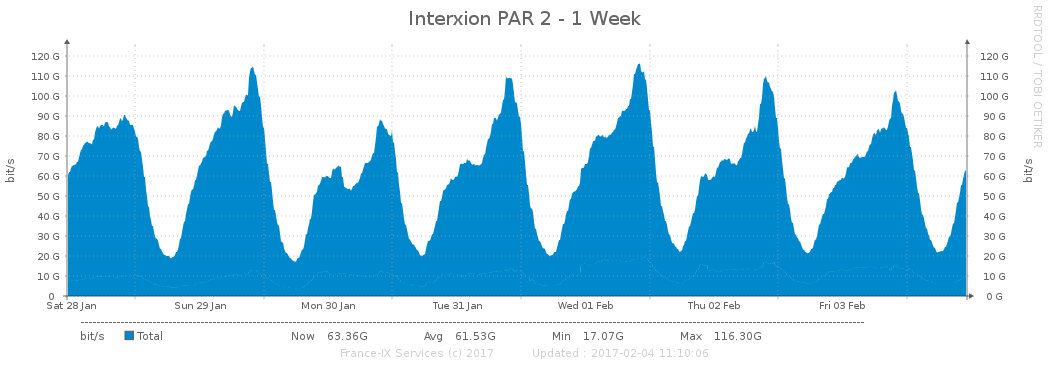 Interxion PAR 2 - 1 Week
RRDTOOL / TOBI OETIKER
bit/s
bit/s
120 G 120 G
110 G 110 G
100 G 100 G
90 G 90 G
80 G 80 G
70 G 70 G
60 G 60 G
50 G 50 G
40 G 40 G
30 G 30 G
20 G 20 G
10 G 10 G
0 0 G
Sat 28 Jan Sun 29 Jan Mon 30 Jan Tue 31 Jan Wed 01 Feb Thu 02 Feb Fri 03 Feb
bit/s Total Now 63.36G Avg 61.53G Min 17.07G Max 116.30G
France-IX Services (c) 2017 Updated : 2017-02-04 11:10:06